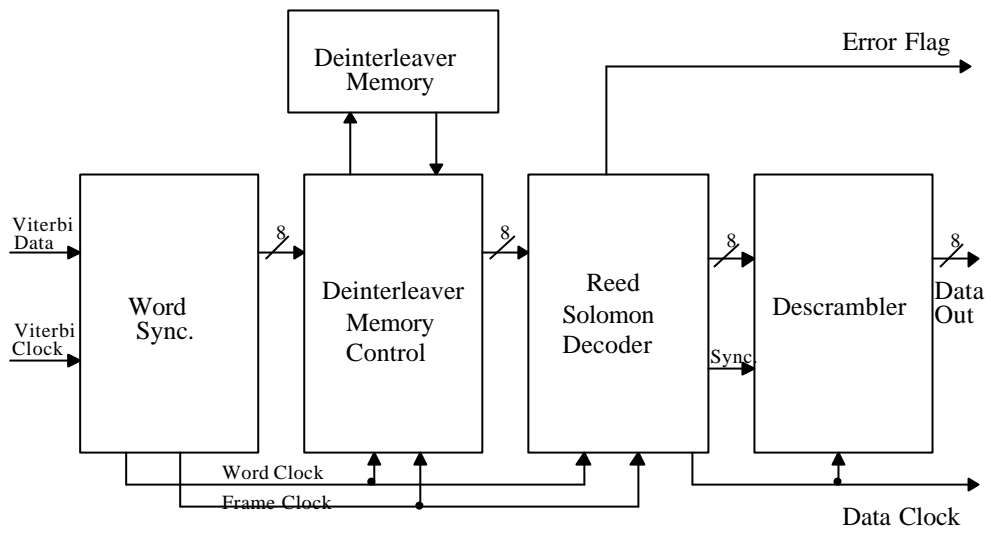 Deinterleaver
Memory
Error Flag
Viterbi
Data
Viterbi
Clock
Word
Sync.
8
Deinterleaver
Memory
Control
8
Reed
Solomon
Decoder
8
Sync.
Descrambler
8
Data
Out
Word Clock
Frame Clock
Data Clock